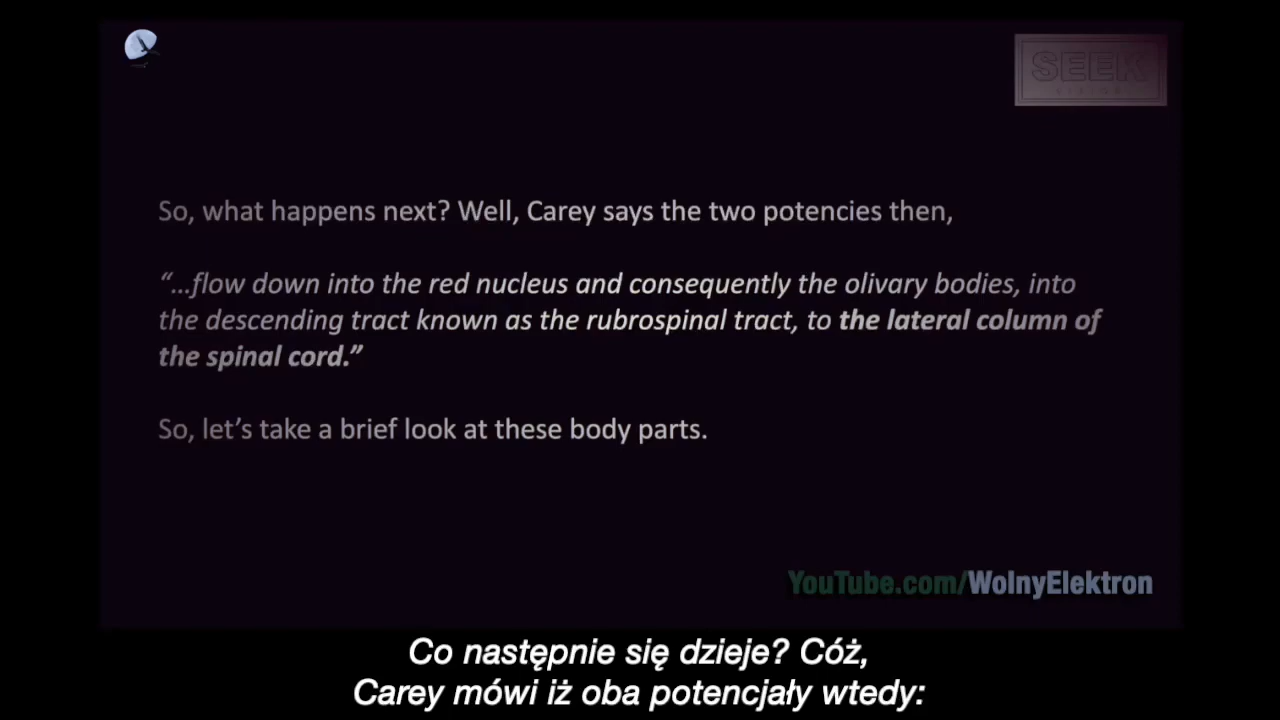 SEEK
So, what happens next? Well, Carey says the two potencies then,
“…flow down into the red nucleus and consequently the olivary bodies, into
the descending tract known as the rubrospinal tract, to the lateral column of
the spinal cord.”
So, let’s take a brief look at these body parts.
YouTube.com/WolnyElektron
Co następnie się dzieje? Cóż,
Carey mówi iż oba potencjały wtedy: